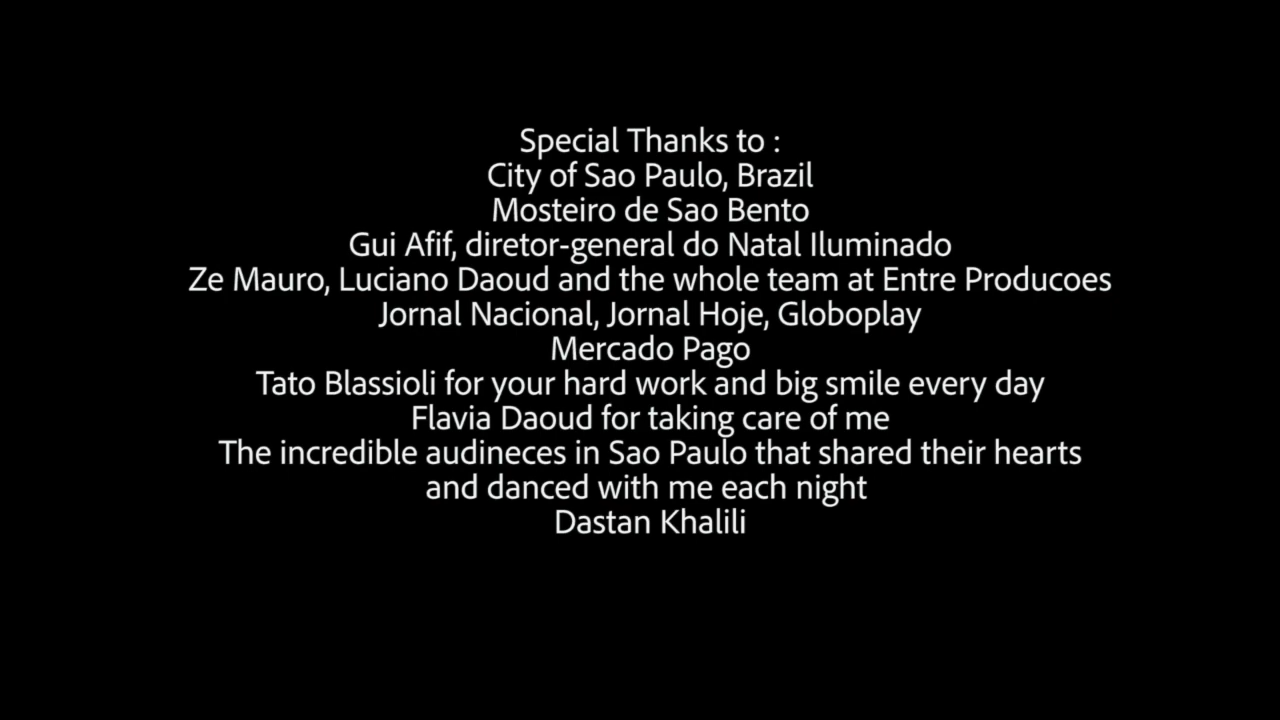 Special Thanks to :
City of Sao Paulo, Brazil
Mosteiro de Sao Bento
Gui Afif, diretor-general do Natal Iluminado
Ze Mauro, Luciano Daoud and the whole team at Entre Producoes
Jornal Nacional, Jornal Hoje, Globoplay
Mercado Pago
Tato Blassioli for your hard work and big smile every day
Flavia Daoud for taking care of me
The incredible audineces in Sao Paulo that shared their hearts
and danced with me each night
Dastan Khalili